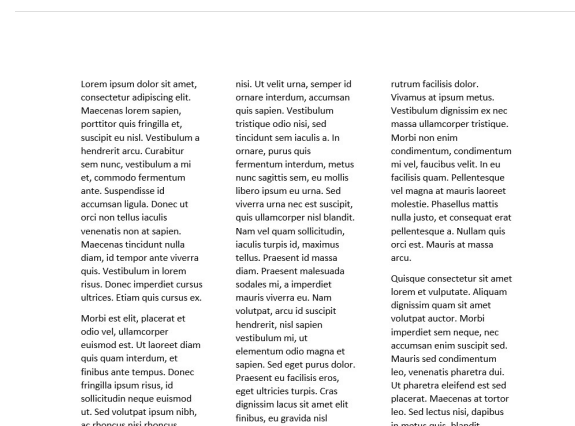 Lorem ipsum dolor sit amet,
consectetur adipiscing elit.
Maecenas lorem sapien,
porttitor quis fringilla et,
suscipit eu nisl. Vestibulum a
hendrerit arcu. Curabitur
sem nunc, vestibulum a mi
et, commodo fermentum
ante. Suspendisse id
accumsan ligula. Donec ut
orci non tellus iaculis
venenatis non at sapien.
Maecenas tincidunt nulla
diam, id tempor ante viverra
quis. Vestibulum in lorem
risus. Donec imperdiet cursus
ultrices. Etiam quis cursus ex.
Morbi est elit, placerat et
odio vel, ullamcorper
euismod est. Ut laoreet diam
quis quam interdum, et
finibus ante tempus. Donec
fringilla ipsum risus, id
sollicitudin neque euismod
ut. Sed volutpat ipsum nibh,
ac rhoncus nisi rhoncus
nisi. Ut velit urna, semper id
ornare interdum, accumsan
quis sapien. Vestibulum
tristique odio nisi, sed
tincidunt sem iaculis a. In
ornare, purus quis
fermentum interdum, metus
nunc sagittis sem, eu mollis
libero ipsum eu urna. Sed
viverra urna nec est suscipit,
quis ullamcorper nisl blandit.
Nam vel quam sollicitudin,
iaculis turpis id, maximus
tellus. Praesent id massa
diam. Praesent malesuada
sodales mi, a imperdiet
mauris viverra eu. Nam
volutpat, arcu id suscipit
hendrerit, nisl sapien
vestibulum mi, ut
elementum odio magna et
sapien. Sed eget purus dolor.
Praesent eu facilisis eros,
eget ultricies turpis. Cras
dignissim lacus sit amet elit
finibus, eu gravida nisl
rutrum facilisis dolor.
Vivamus at ipsum metus.
Vestibulum dignissim ex nec
massa ullamcorper tristique.
Morbi non enim
condimentum, condimentum
mi vel, faucibus velit. In eu
facilisis quam. Pellentesque
vel magna at mauris laoreet
molestie. Phasellus mattis
nulla justo, et consequat erat
pellentesque a. Nullam quis
orci est. Mauris at massa
arcu.
Quisque consectetur sit amet
lorem et vulputate. Aliquam
dignissim quam sit amet
volutpat auctor. Morbi
imperdiet sem neque, nec
accumsan enim suscipit sed.
Mauris sed condimentum
leo, venenatis pharetra dui.
Ut pharetra eleifend est sed
placerat. Maecenas at tortor
leo. Sed lectus nisi, dapibus
in metus quis, blandit